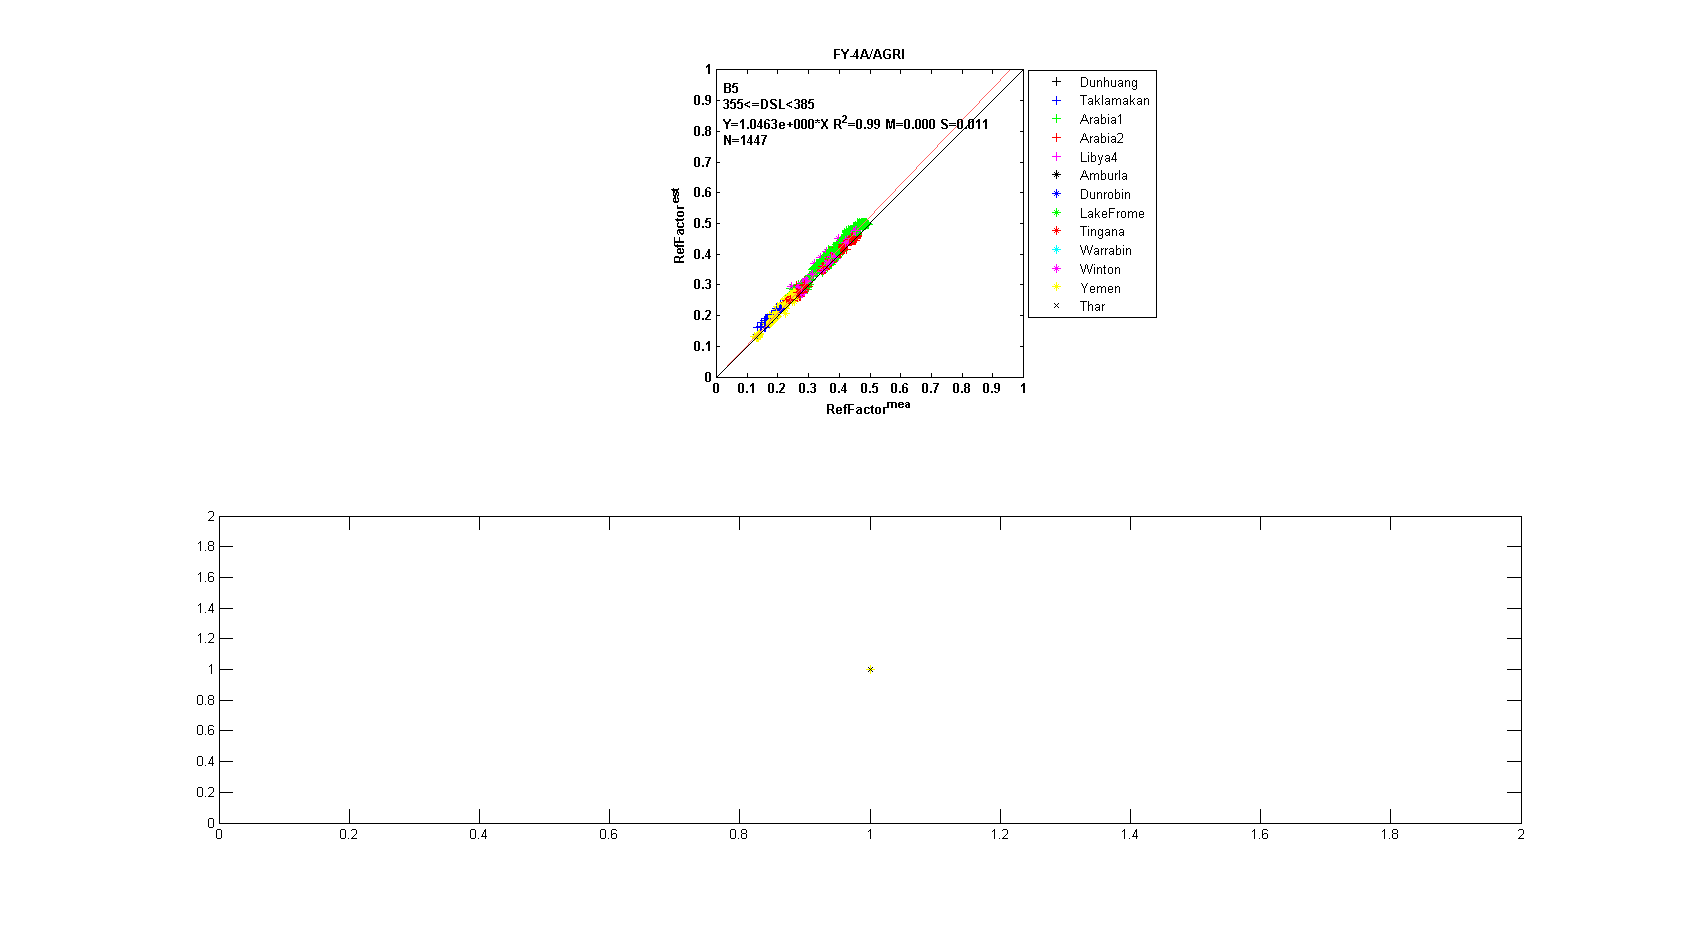 FY-4A/AGRI
B5
355<=DSL<385
Y=1.0463e+000*X R2=0.99 M=0.000 S=0.011
N=1447
1
0.9
0.8
0.7
0.6
0.5
0.4
0.3
0.2
0.1
0
RefFactorest
0 0.1 0.2 0.3 0.4 0.5 0.6 0.7 0.8 0.9 1
RefFactormea
Dunhuang
Taklamakan
Arabia1
Arabia2
Libya4
Amburla
Dunrobin
LakeFrome
Tingana
Warrabin
Winton
Yemen
Thar
2
1.8
1.6
1.4
1.2
1
0.8
0.6
0.4
0.2
0
0 0.2 0.4 0.6 0.8 1 1.2 1.4 1.6 1.8 2